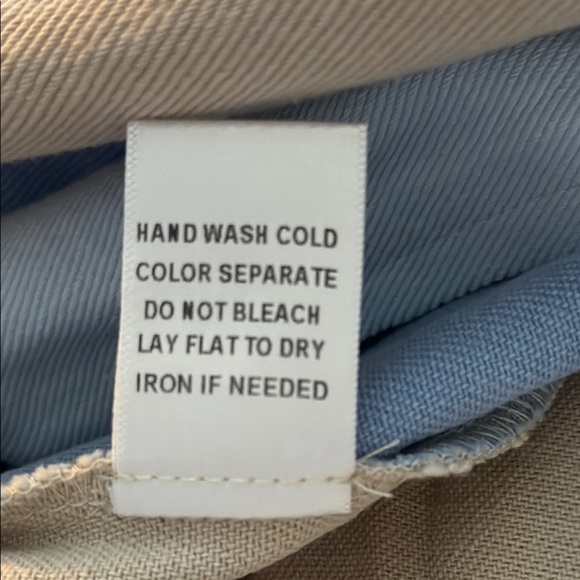 HAND WASH COLD
COLOR SEPARATE
DO NOT BLEACH
LAY FLAT TO DRY
IRON IF NEEDED